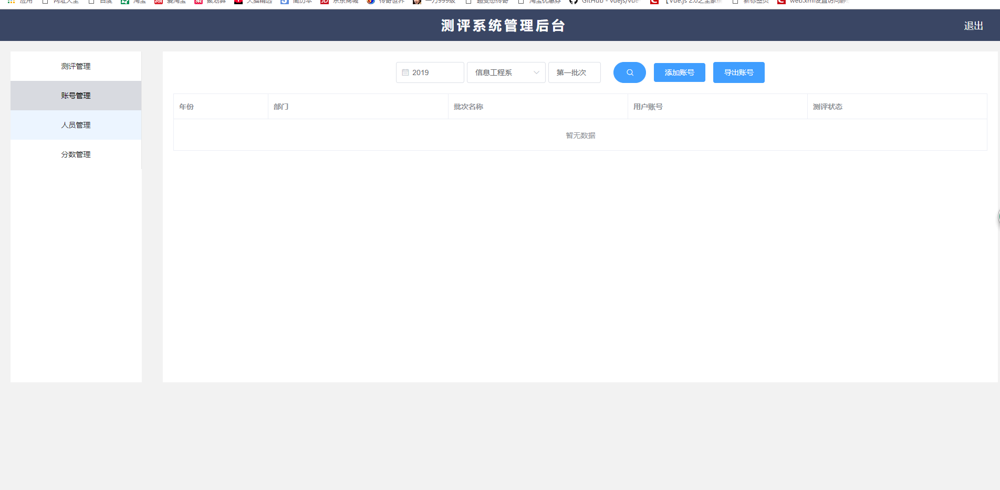 应用 网址大全 百度 淘宝 爱淘宝 聚划算 天猫精选 简历本 京东商城 传奇世界 一刀999级 超变态传奇 淘宝优惠券 GitHub - vuejs/vue- 【Vue.js 2.0之全家 新标签页 web.xml设置访问静
测评系统管理后台
退出
测评管理
账号管理
人员管理
分数管理
2019 信息工程系 第一批次 添加账号 导出账号
年份 部门 批次名称 用户账号 测评状态
暂无数据